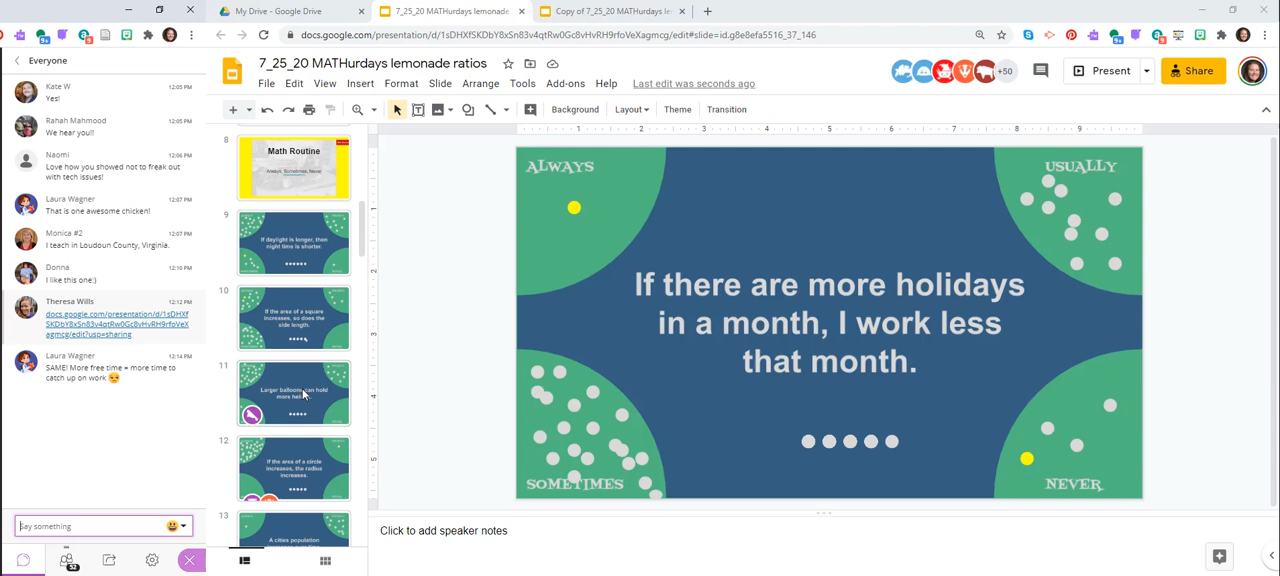 My Drive - Google Drive
7_25_20 MATHurdays lemonade
Copy of 7_25_20 MATHurdays le
docs.google.com/presentation/d/1sDHXfSKDbY8xSn83v4qtRw0Gc8vHvRH9rfoVeXagmcg/edit#slide=id.g8e8efa5516_37_146
Everyone
Kate W
12:05 PM
Yes!
Rahah Mahmood
12:05 PM
We hear you!!
Naomi
12:06 PM
Love how you showed not to freak out
with tech issues!
Laura Wagner
12:07 PM
That is one awesome chicken!
Monica #2
12:07 PM
I teach in Loudoun County, Virginia.
Donna
12:10 PM
I like this one:)
Theresa Wills
12:12 PM
docs.google.com/presentation/d/1sDHXf
SKDbY8xSn83v4qtRw0Gc8vHvRH9rfoVeX
agmcg/edit?usp=sharing
Laura Wagner
12:14 PM
SAME! More free time = more time to
catch up on work
Say something
52
7_25_20 MATHurdays lemonade ratios
File Edit View Insert Format Slide Arrange Tools Add-ons Help Last edit was seconds ago
+50
Present
Share
Background Layout Theme Transition
1 2 3 4 5 6 7 8 9
8
Math Routine
Always, Sometimes, Never
9
If daylight is longer, then
night time is shorter.
10
If the area of a square
increases, so does the
side length.
11
Larger balloons can hold
more
12
If the area of a circle
increases, the radius
increases.
13
A cities population
ALWAYS
USUALLY
If there are more holidays
in a month, I work less
that month.
SOMETIMES
NEVER
Click to add speaker notes